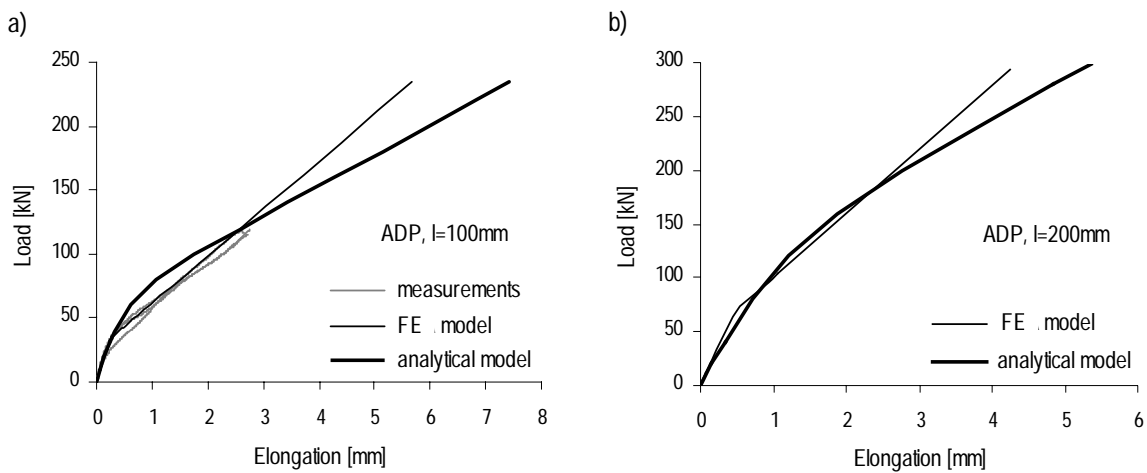 a)
250
200
150
100
50
0
Load [kN]
0 1 2 3 4 5 6 7 8
Elongation [mm]
ADP, l=100mm
measurements
FE model
analytical model
b)
300
250
200
150
100
50
0
Load [kN]
0 1 2 3 4 5 6
Elongation [mm]
ADP, l=200mm
FE model
analytical model